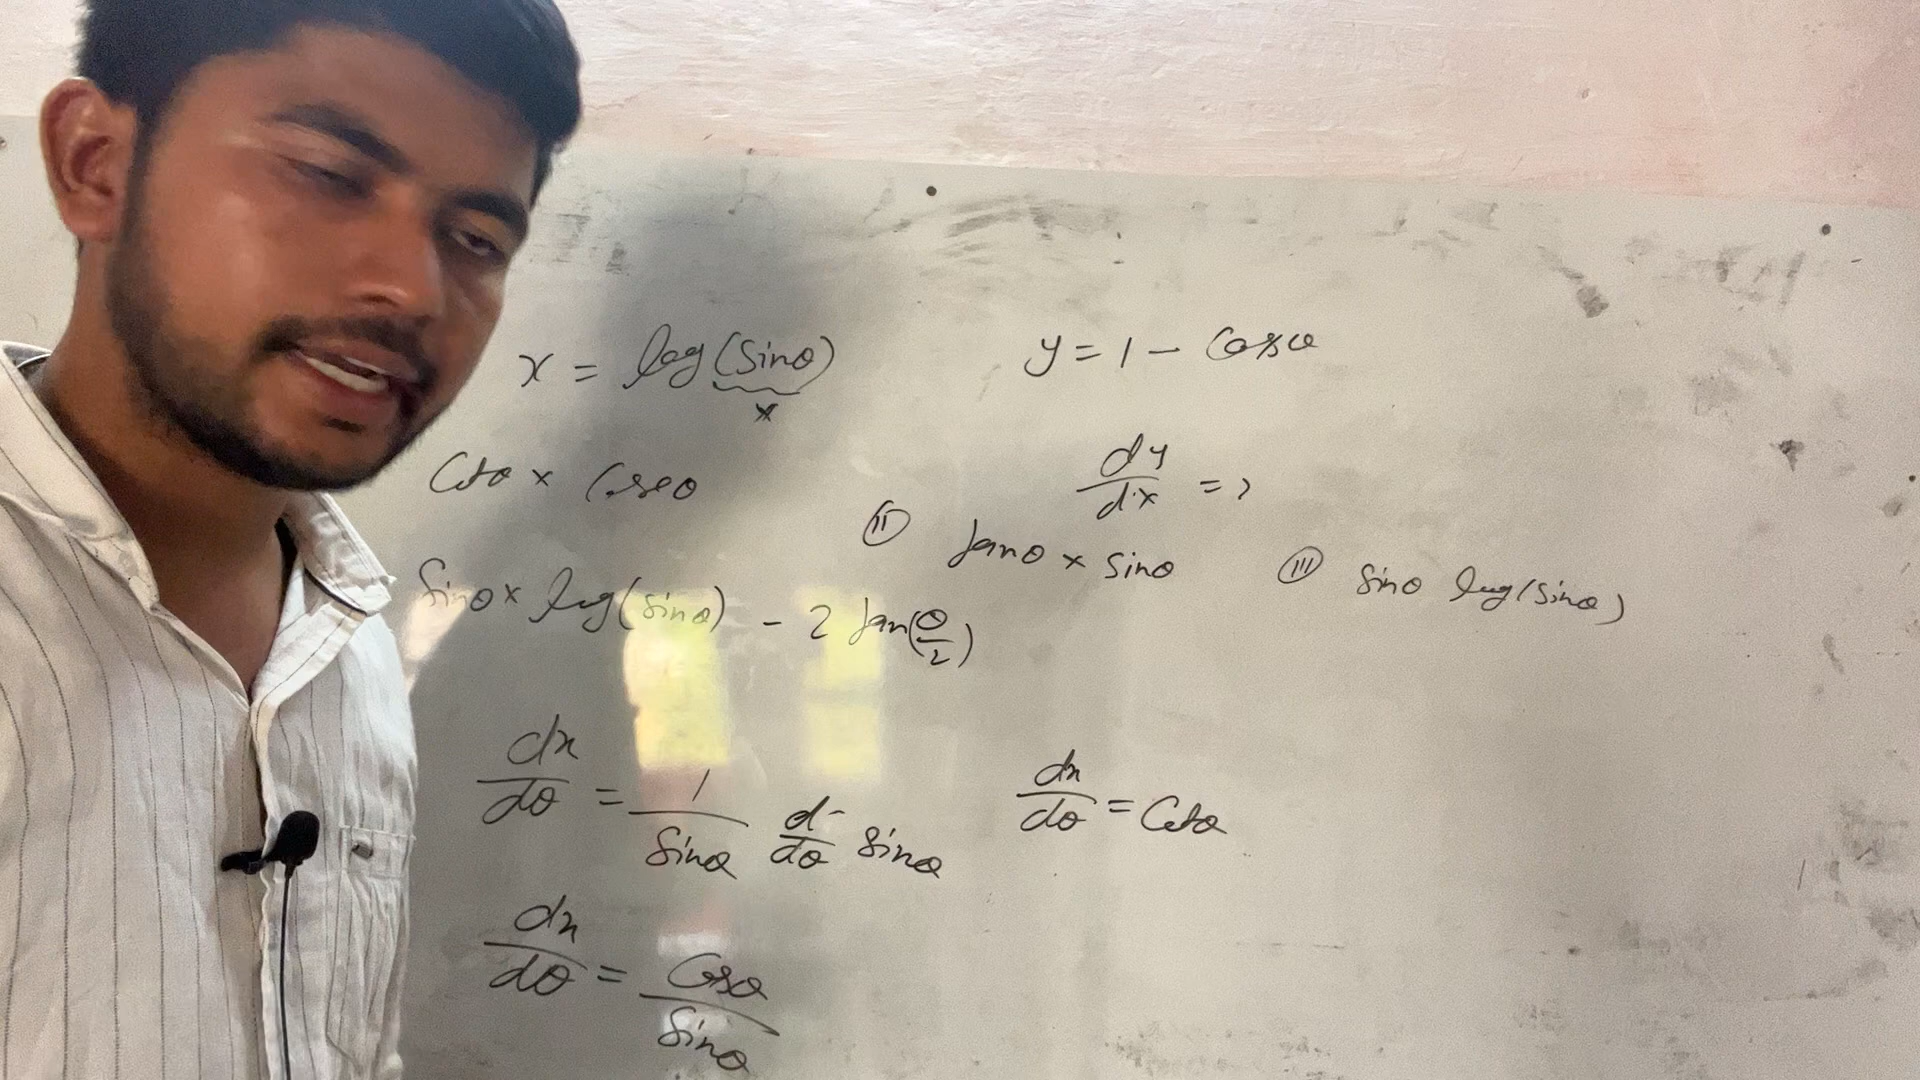 x = log(sinθ)
y = 1 - Cosθ
dy/dx =>
Cotθ × Cosθ
(II) tanθ × sinθ
(III) sinθ log(sinθ)
Sinθ × log(sinθ) - 2 tan(θ/2)
dx/dθ = 1/Sinθ d/dθ Sinθ
dx/dθ = Cotθ
dx/dθ = Cosθ/Sinθ